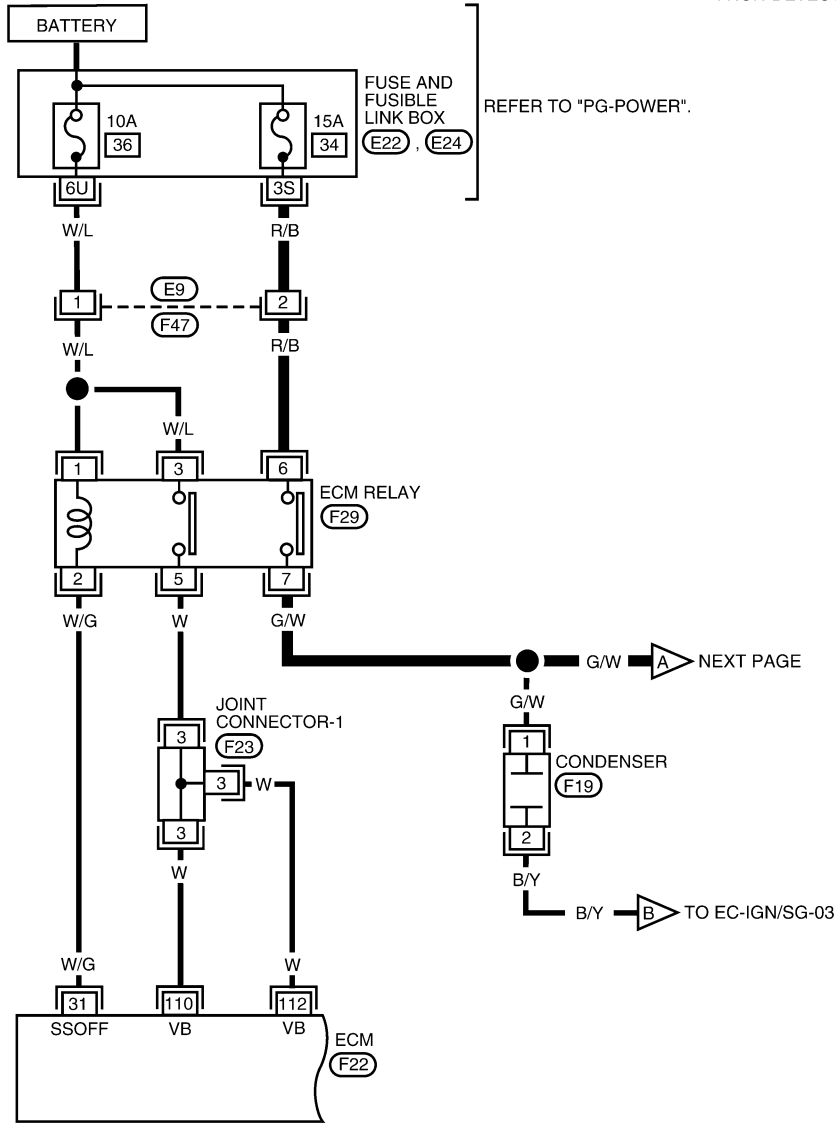 BATTERY
FUSE AND
FUSIBLE
LINK BOX
E22 , E24
REFER TO "PG-POWER".
10A
36
15A
34
6U
3S
W/L
R/B
1
E9
2
F47
W/L
R/B
W/L
1
3
6
ECM RELAY
F29
2
5
7
W/G
W
G/W
G/W
A
NEXT PAGE
G/W
JOINT
CONNECTOR-1
F23
3
3
W
3
1
CONDENSER
F19
2
W
B/Y
B/Y
B
TO EC-IGN/SG-03
W/G
W
31
110
112
SSOFF
VB
VB
ECM
F22